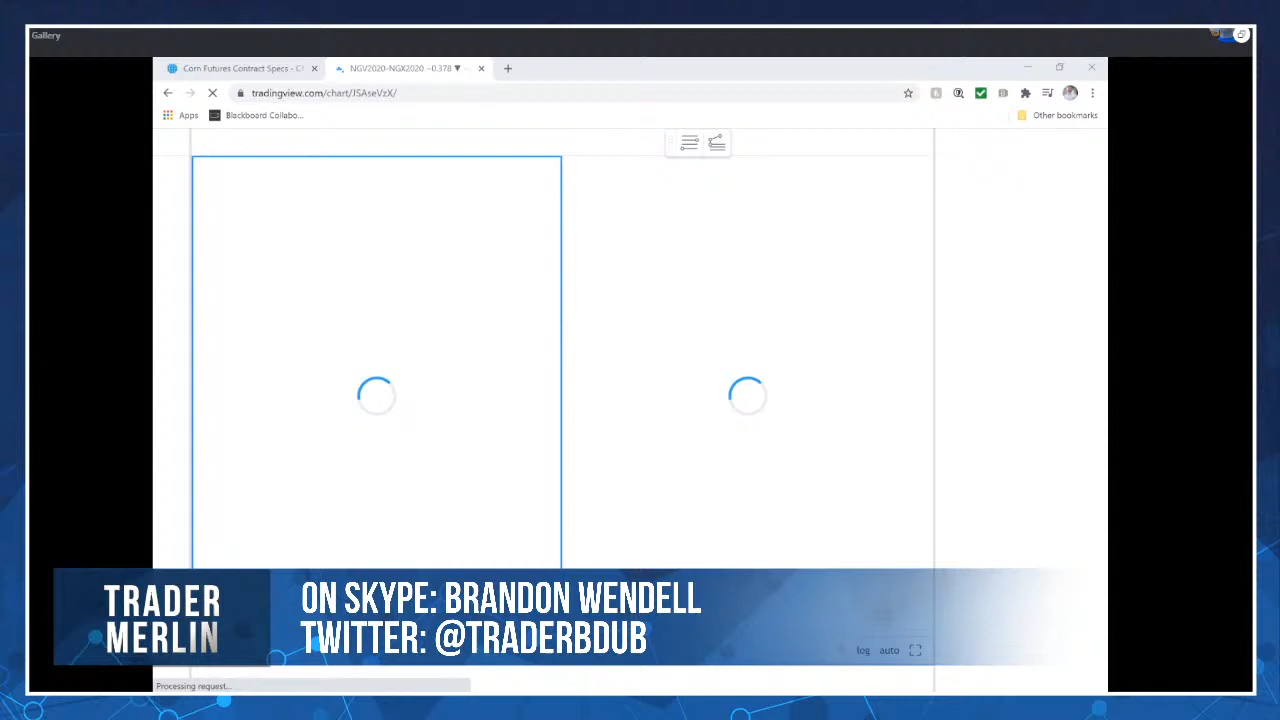 Gallery
Corn Futures Contract Specs - C
NGV2020-NGX2020 −0.378 ▼
tradingview.com/chart/JSAseVzX/
Apps
Blackboard Collabo...
Other bookmarks
TRADER
MERLIN
ON SKYPE: BRANDON WENDELL
TWITTER: @TRADERBDUB
log auto
Processing request...